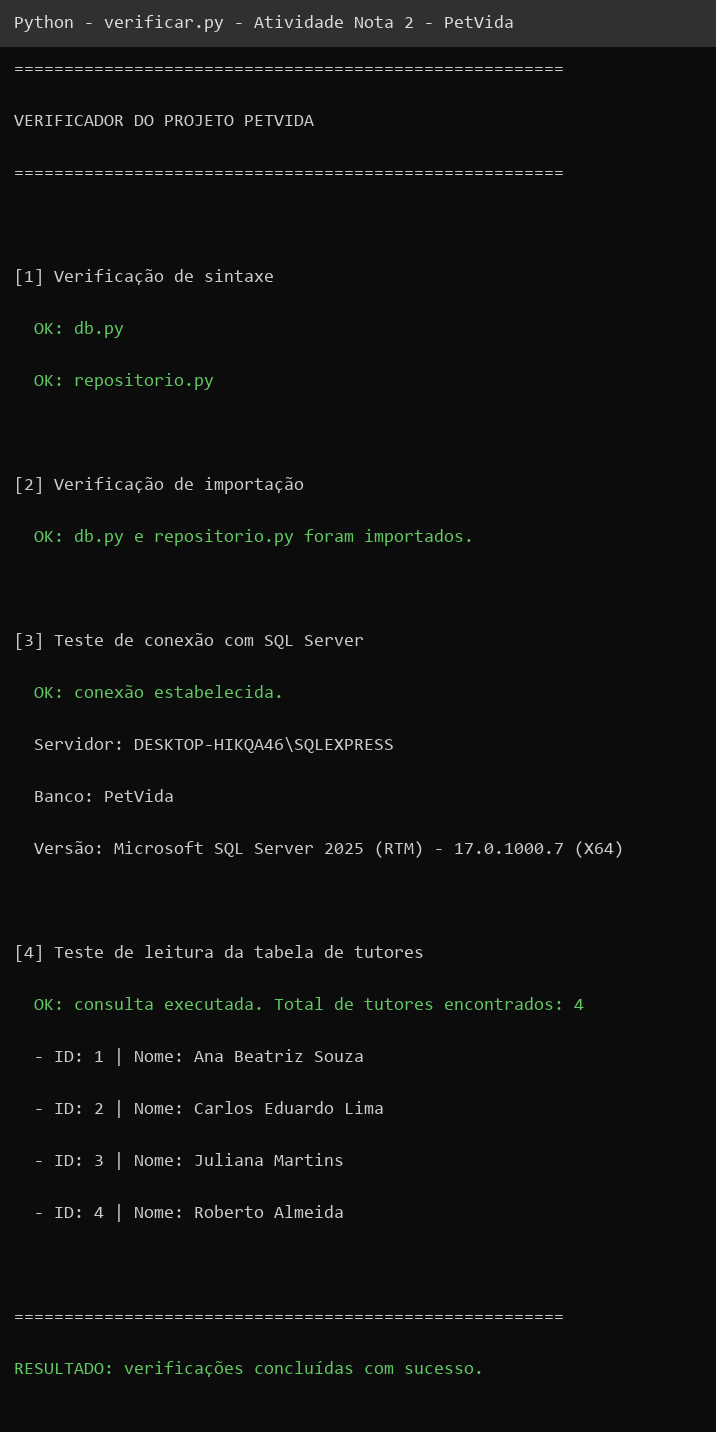 Python - verificar.py - Atividade Nota 2 - PetVida
=======================================================
VERIFICADOR DO PROJETO PETVIDA
=======================================================
[1] Verificação de sintaxe
OK: db.py
OK: repositorio.py
[2] Verificação de importação
OK: db.py e repositorio.py foram importados.
[3] Teste de conexão com SQL Server
OK: conexão estabelecida.
Servidor: DESKTOP-HIKQA46\SQLEXPRESS
Banco: PetVida
Versão: Microsoft SQL Server 2025 (RTM) - 17.0.1000.7 (X64)
[4] Teste de leitura da tabela de tutores
OK: consulta executada. Total de tutores encontrados: 4
- ID: 1 | Nome: Ana Beatriz Souza
- ID: 2 | Nome: Carlos Eduardo Lima
- ID: 3 | Nome: Juliana Martins
- ID: 4 | Nome: Roberto Almeida
=======================================================
RESULTADO: verificações concluídas com sucesso.